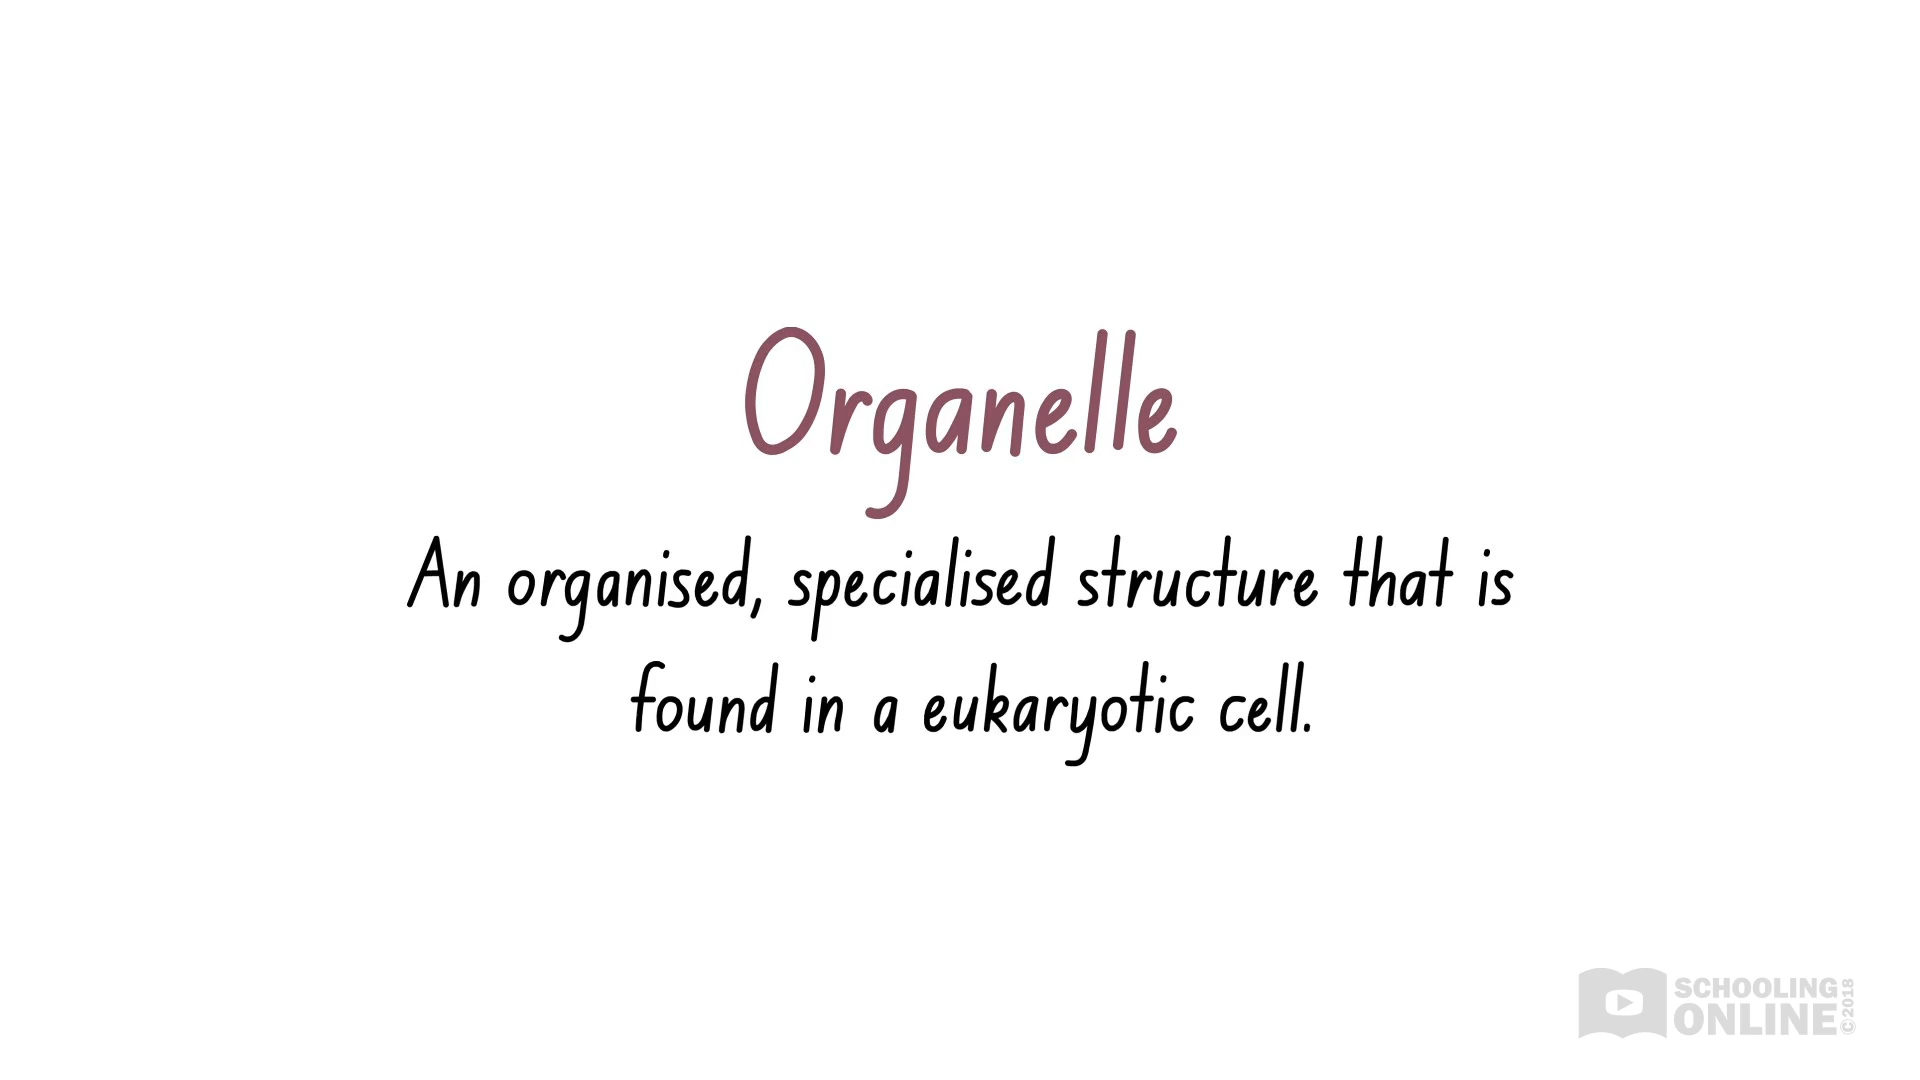 Organelle
An organised, specialised structure that is
found in a eukaryotic cell.
SCHOOLING
ONLINE
©2018